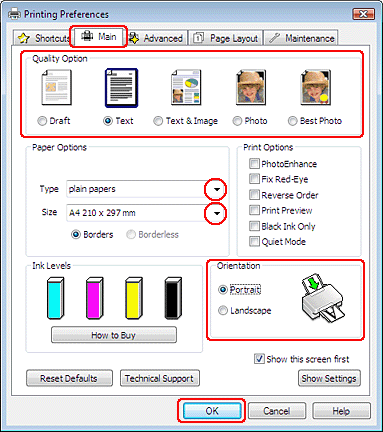 Printing Preferences
Shortcuts Main Advanced Page Layout Maintenance
Quality Option
Draft Text Text & Image Photo Best Photo
Paper Options
Type plain papers
Size A4 210 x 297 mm
Borders Borderless
Print Options
PhotoEnhance
Fix Red-Eye
Reverse Order
Print Preview
Black Ink Only
Quiet Mode
Ink Levels
How to Buy
Orientation
Portrait
Landscape
Show this screen first
Reset Defaults Technical Support Show Settings
OK Cancel Help